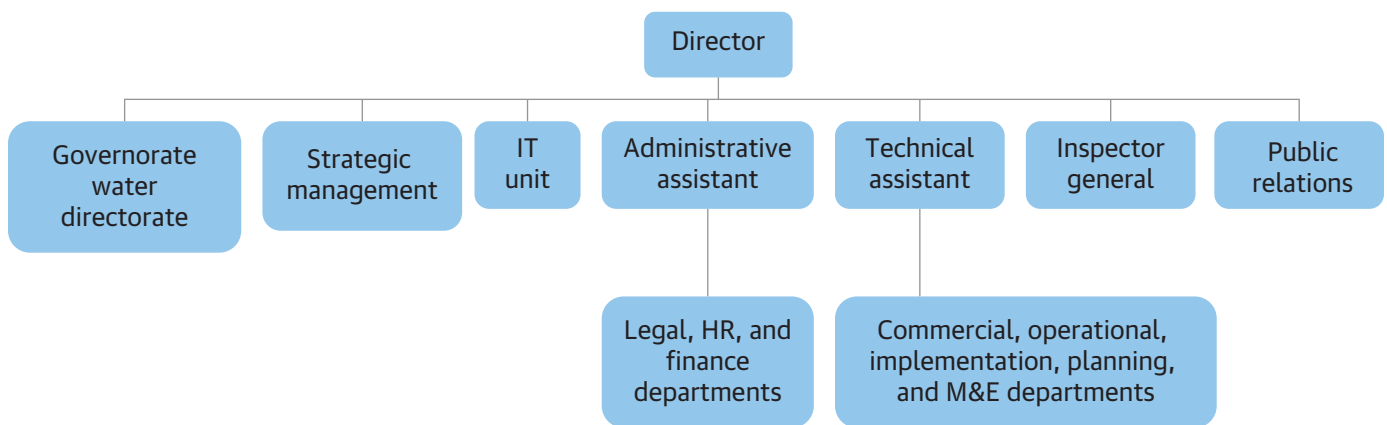 Director
Governorate
water
directorate
Strategic
management
IT
unit
Administrative
assistant
Technical
assistant
Inspector
general
Public
relations
Legal, HR, and
finance
departments
Commercial, operational,
implementation, planning,
and M&E departments